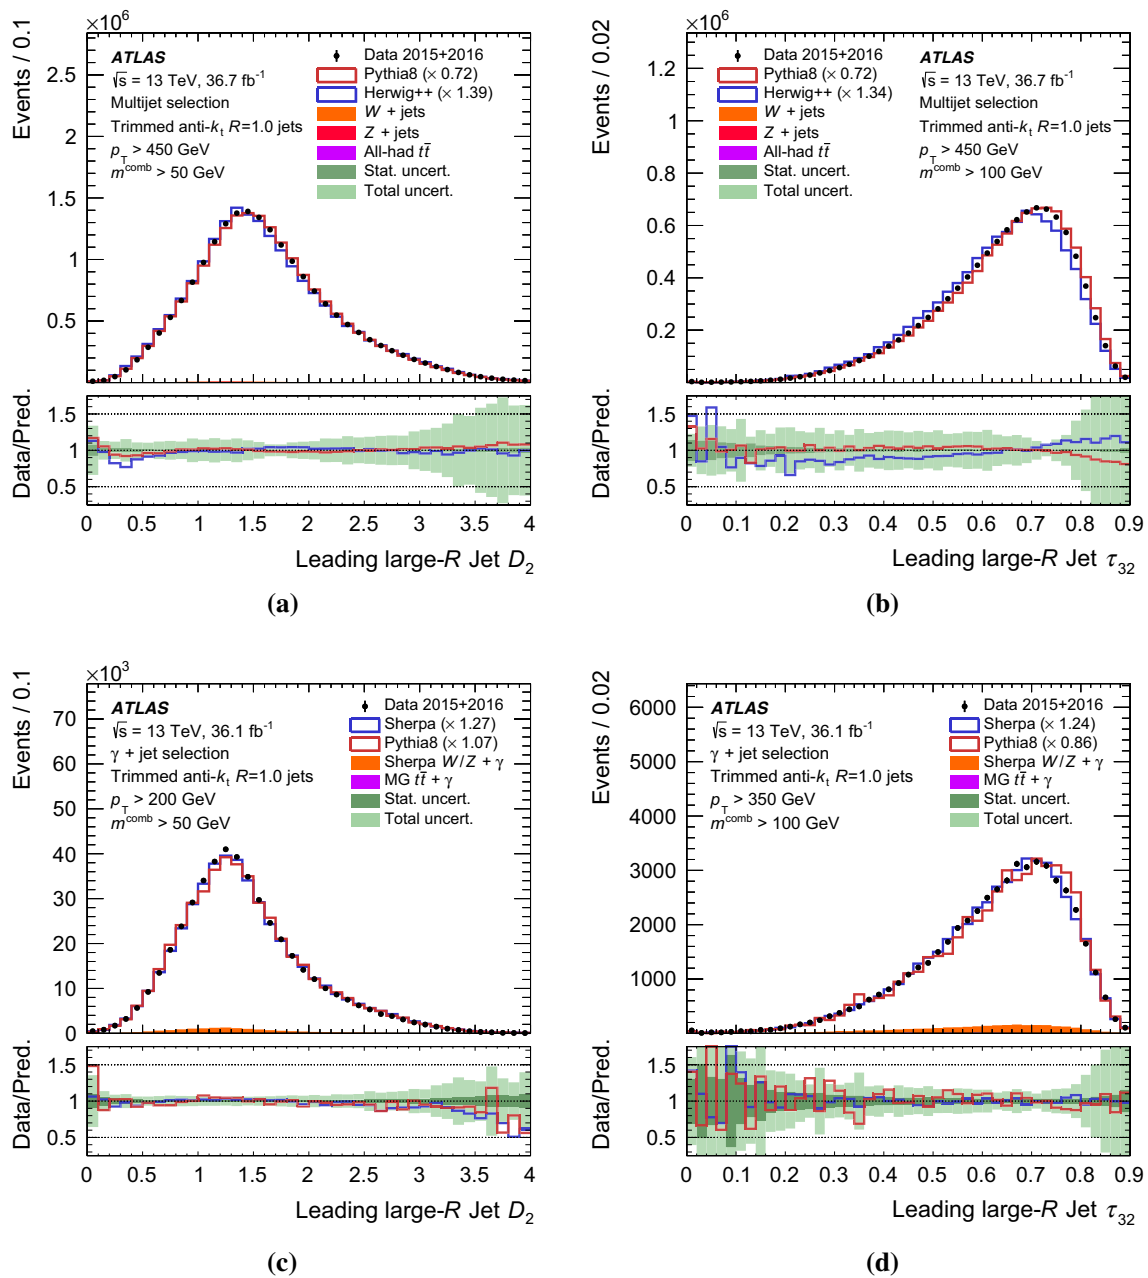 ×10⁶
Events / 0.1
ATLAS
√s = 13 TeV, 36.7 fb⁻¹
Multijet selection
Trimmed anti-kₜ R=1.0 jets
p_T > 450 GeV
m^comb > 50 GeV
Data 2015+2016
Pythia8 (× 0.72)
Herwig++ (× 1.39)
W + jets
Z + jets
All-had tt̄
Stat. uncert.
Total uncert.
2.5
2
1.5
1
0.5
Data/Pred.
1.5
1
0.5
0 0.5 1 1.5 2 2.5 3 3.5 4
Leading large-R Jet D₂
(a)
×10⁶
Events / 0.02
Data 2015+2016
Pythia8 (× 0.72)
Herwig++ (× 1.34)
W + jets
Z + jets
All-had tt̄
Stat. uncert.
Total uncert.
ATLAS
√s = 13 TeV, 36.7 fb⁻¹
Multijet selection
Trimmed anti-kₜ R=1.0 jets
p_T > 450 GeV
m^comb > 100 GeV
1.2
1
0.8
0.6
0.4
0.2
Data/Pred.
1.5
1
0.5
0 0.1 0.2 0.3 0.4 0.5 0.6 0.7 0.8 0.9
Leading large-R Jet τ₃₂
(b)
×10³
Events / 0.1
ATLAS
√s = 13 TeV, 36.1 fb⁻¹
γ + jet selection
Trimmed anti-kₜ R=1.0 jets
p_T > 200 GeV
m^comb > 50 GeV
Data 2015+2016
Sherpa (× 1.27)
Pythia8 (× 1.07)
Sherpa W/Z + γ
MG tt̄ + γ
Stat. uncert.
Total uncert.
70
60
50
40
30
20
10
0
Data/Pred.
1.5
1
0.5
0 0.5 1 1.5 2 2.5 3 3.5 4
Leading large-R Jet D₂
(c)
Events / 0.02
ATLAS
√s = 13 TeV, 36.1 fb⁻¹
γ + jet selection
Trimmed anti-kₜ R=1.0 jets
p_T > 350 GeV
m^comb > 100 GeV
Data 2015+2016
Sherpa (× 1.24)
Pythia8 (× 0.86)
Sherpa W/Z + γ
MG tt̄ + γ
Stat. uncert.
Total uncert.
6000
5000
4000
3000
2000
1000
Data/Pred.
1.5
1
0.5
0 0.1 0.2 0.3 0.4 0.5 0.6 0.7 0.8 0.9
Leading large-R Jet τ₃₂
(d)